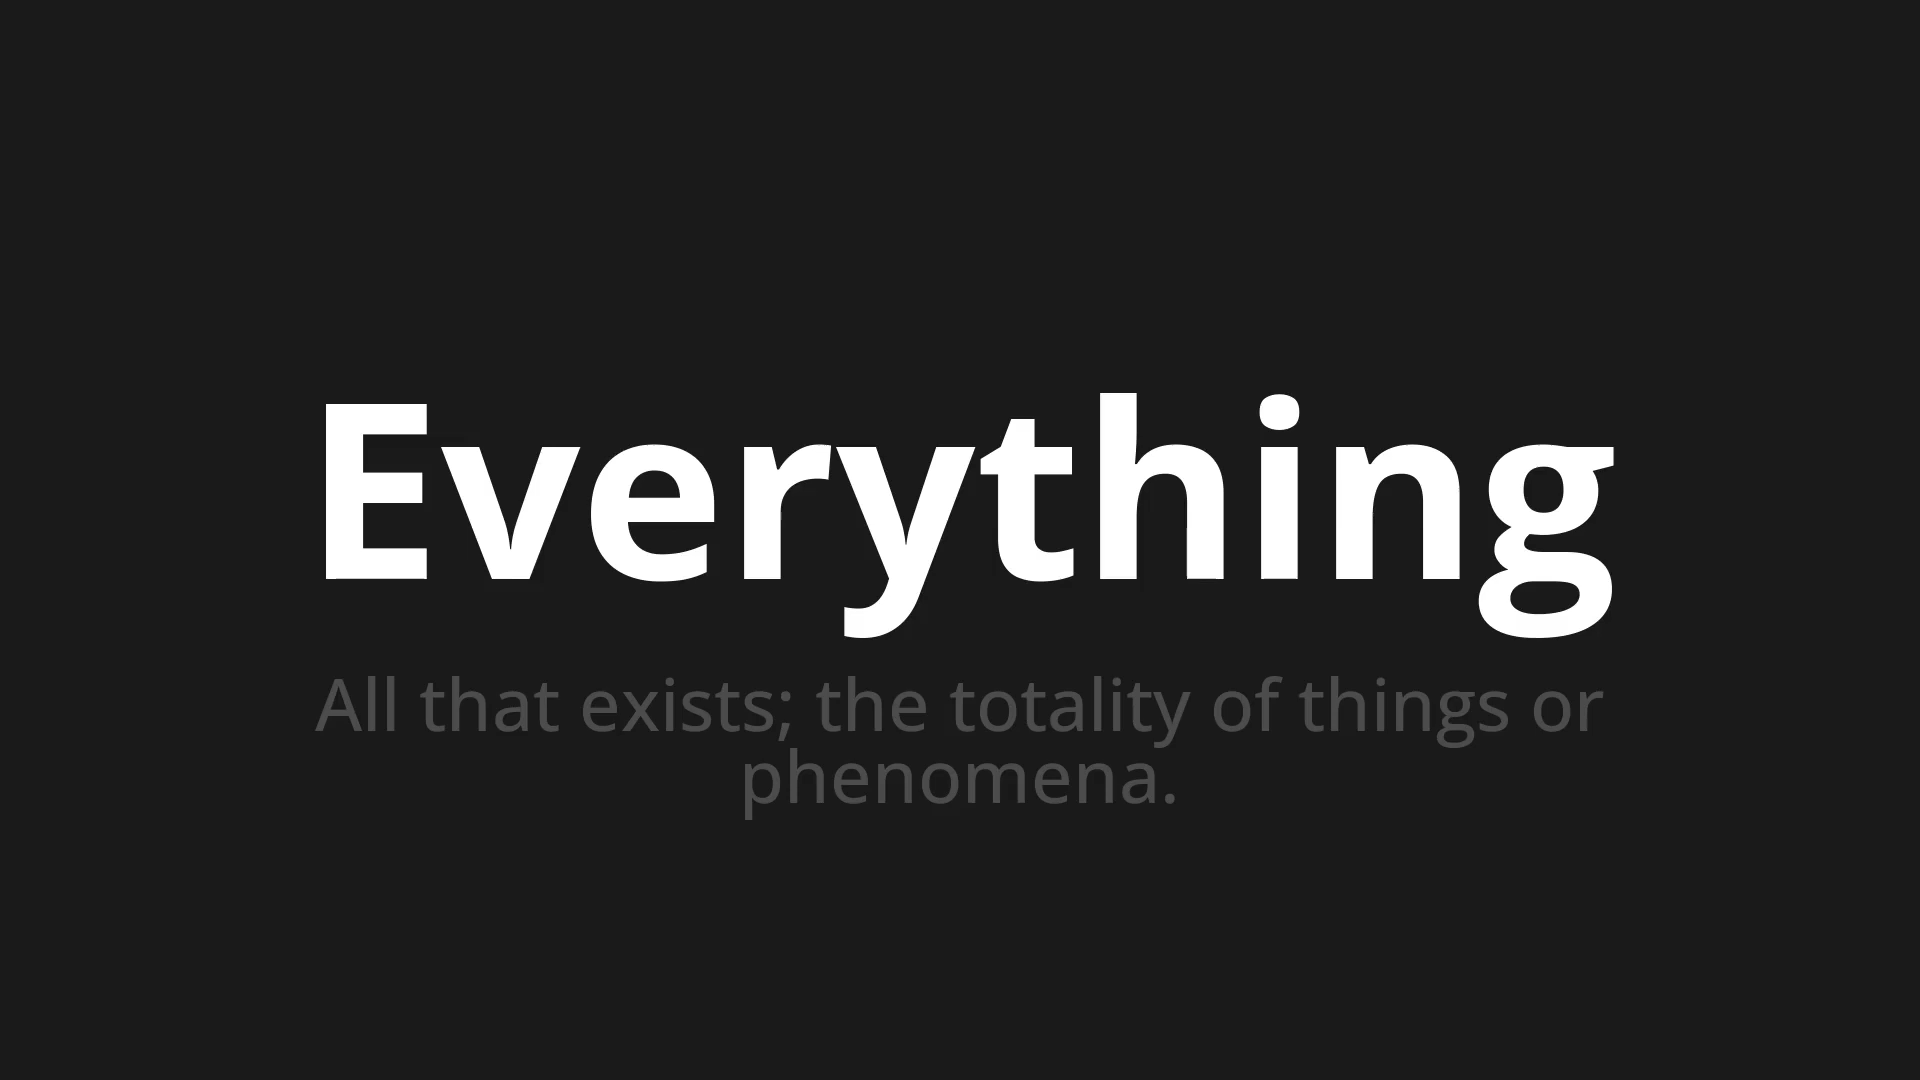 Everything
All that exists; the totality of things or
phenomena.